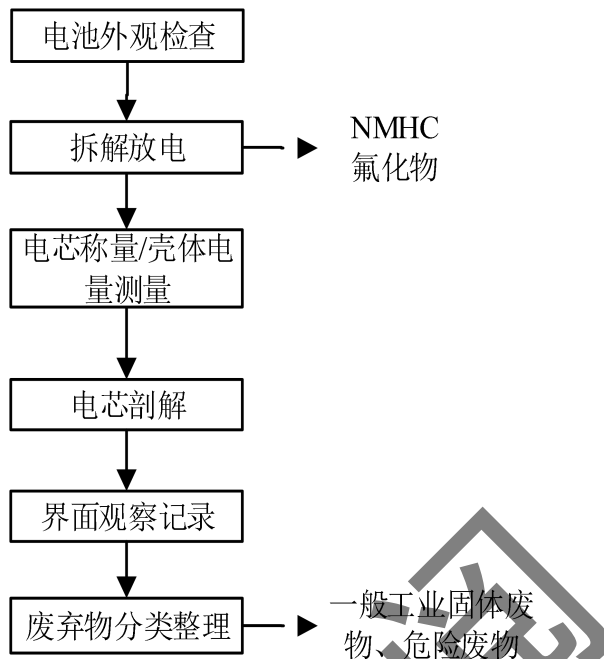 电池外观检查
拆解放电
NMHC
氟化物
电芯称量/壳体电
量测量
电芯剖解
界面观察记录
废弃物分类整理
一般工业固体废
物、危险废物